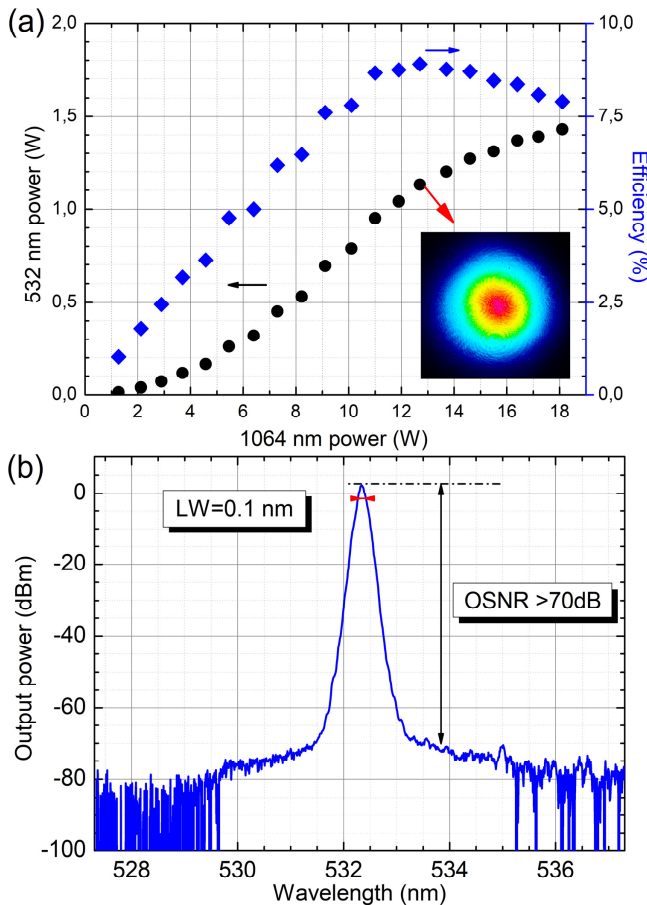 (a)
2,0
1,5
1,0
0,5
0,0
532 nm power (W)
10,0
7,5
5,0
2,5
0,0
Efficiency (%)
0 2 4 6 8 10 12 14 16 18
1064 nm power (W)
(b)
LW=0.1 nm
OSNR >70dB
0
-20
-40
-60
-80
-100
Output power (dBm)
528 530 532 534 536
Wavelength (nm)